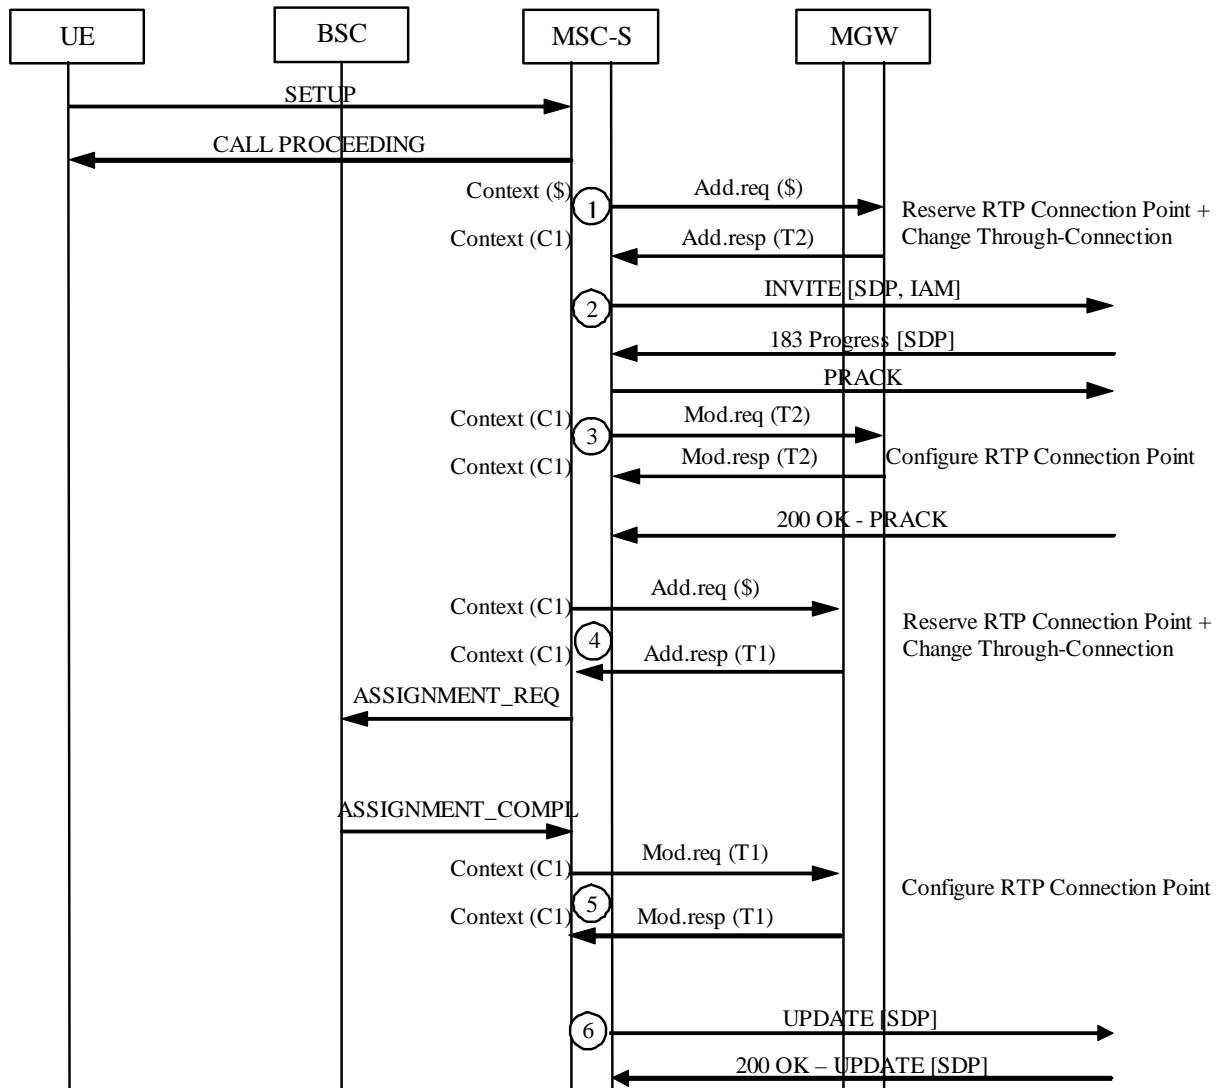 UE
BSC
MSC-S
MGW
SETUP
CALL PROCEEDING
Context ($)
1
Add.req ($)
Reserve RTP Connection Point +
Change Through-Connection
Context (C1)
Add.resp (T2)
INVITE [SDP, IAM]
2
183 Progress [SDP]
PRACK
Context (C1)
3
Mod.req (T2)
Context (C1)
Mod.resp (T2)
Configure RTP Connection Point
200 OK - PRACK
Context (C1)
Add.req ($)
Reserve RTP Connection Point +
Change Through-Connection
4
Context (C1)
Add.resp (T1)
ASSIGNMENT_REQ
ASSIGNMENT_COMPL
Context (C1)
Mod.req (T1)
Configure RTP Connection Point
5
Context (C1)
Mod.resp (T1)
6
UPDATE [SDP]
200 OK – UPDATE [SDP]